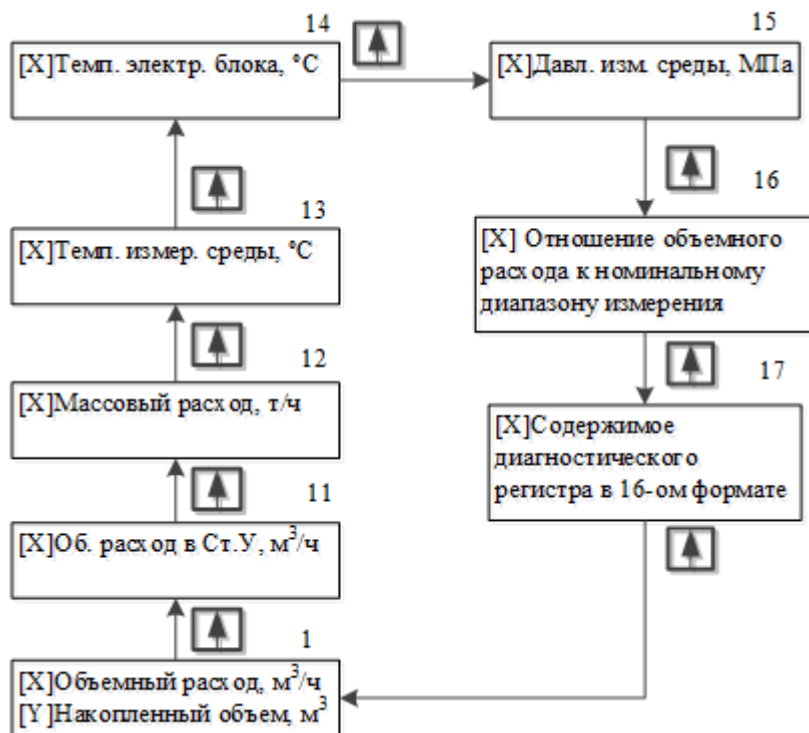 14
[X]Темп. электр. блока, °C
15
[X]Давл. изм. среды, МПа
13
[X]Темп. измер. среды, °C
16
[X] Отношение объемного
расхода к номинальному
диапазону измерения
12
[X]Массовый расход, т/ч
17
[X]Содержимое
диагностического
регистра в 16-ом формате
11
[X]Об. расход в Ст.У, м³/ч
1
[X]Объемный расход, м³/ч
[Y]Накопленный объем, м³